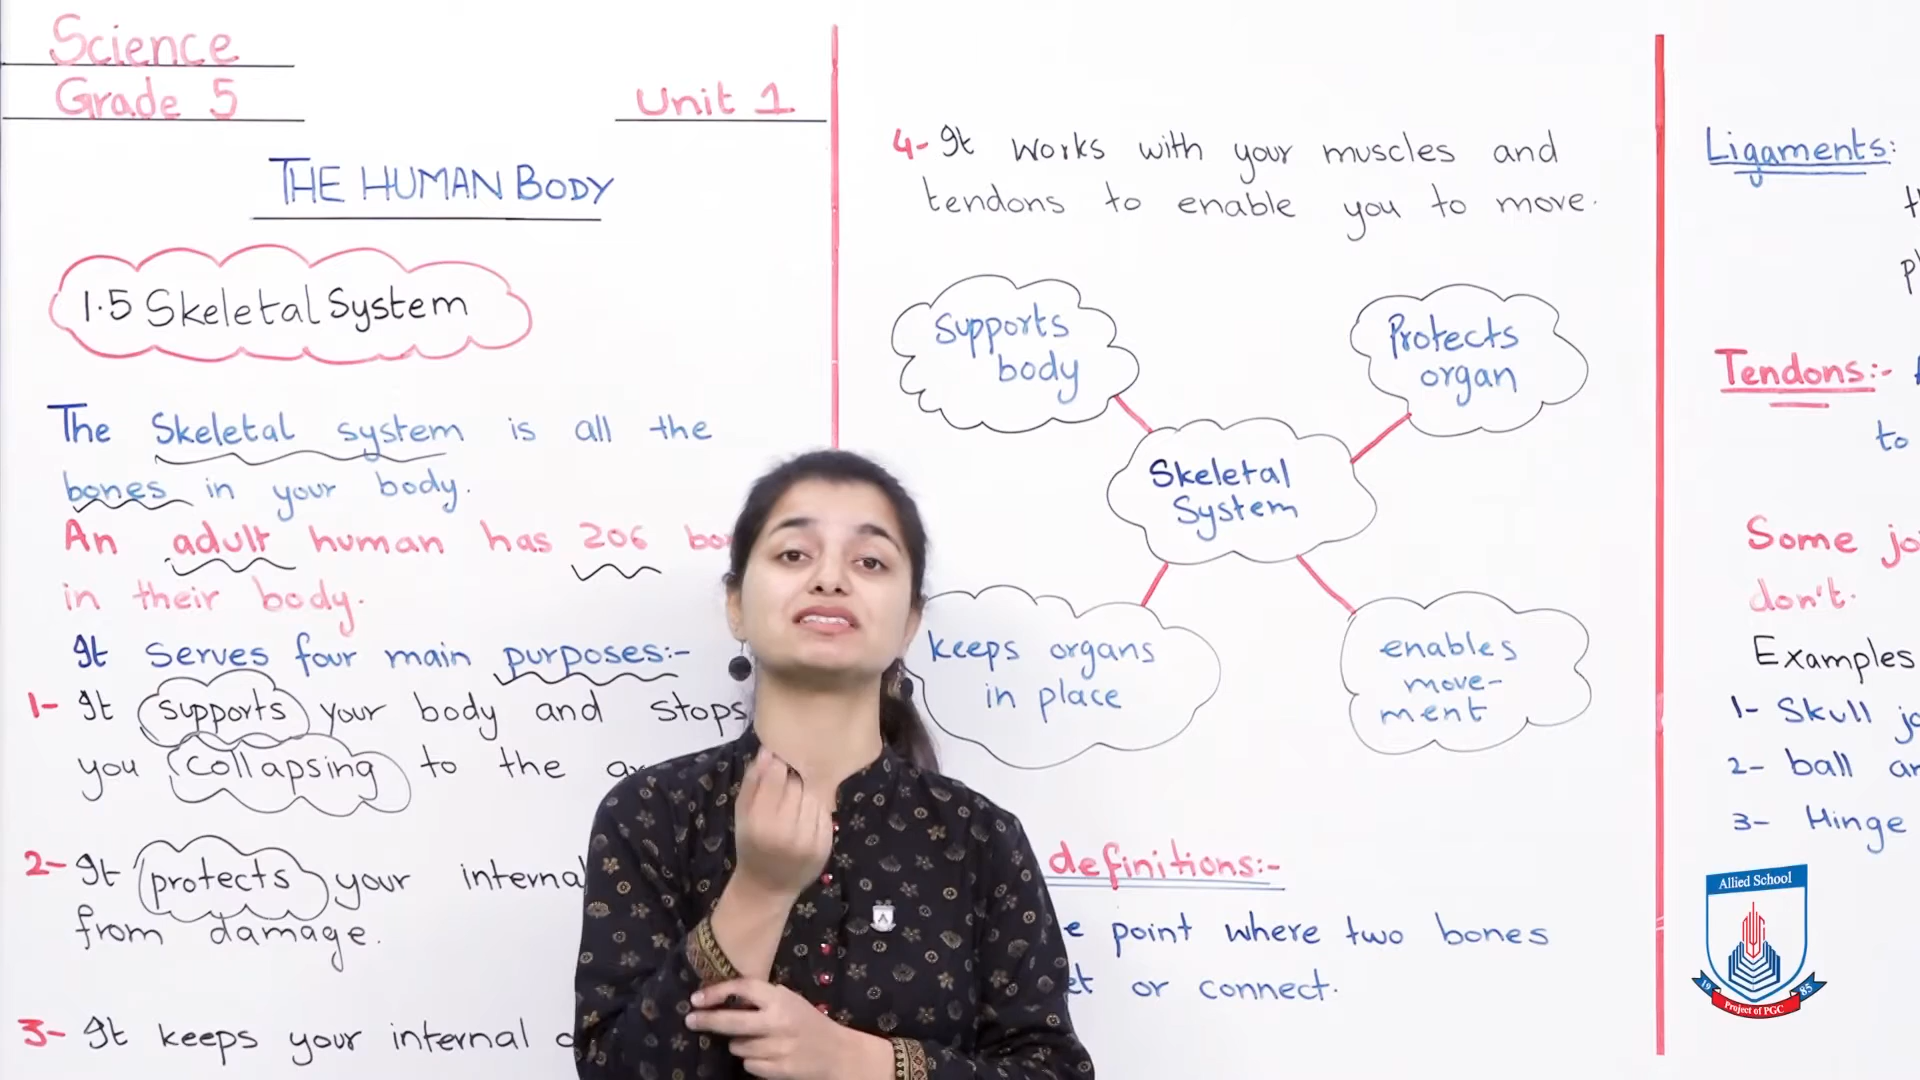 Science
Grade 5
Unit 1
THE HUMAN BODY
1.5 Skeletal System
The Skeletal system is all the
bones in your body.
An adult human has 206
in their body.
It serves four main purposes:-
1- It supports your body and stops
you collapsing to the
2- It protects your internal
from damage.
3- It keeps your internal
4- It works with your muscles and
tendons to enable you to move.
Supports
body
Protects
organ
Skeletal
System
keeps organs
in place
enables
move-
ment
definitions:-
point where two bones
or connect.
Ligaments:
Tendons:-
to
Some
don't.
Examples
1- Skull
2- ball
3- Hinge
Allied School
1985
Project of PGC